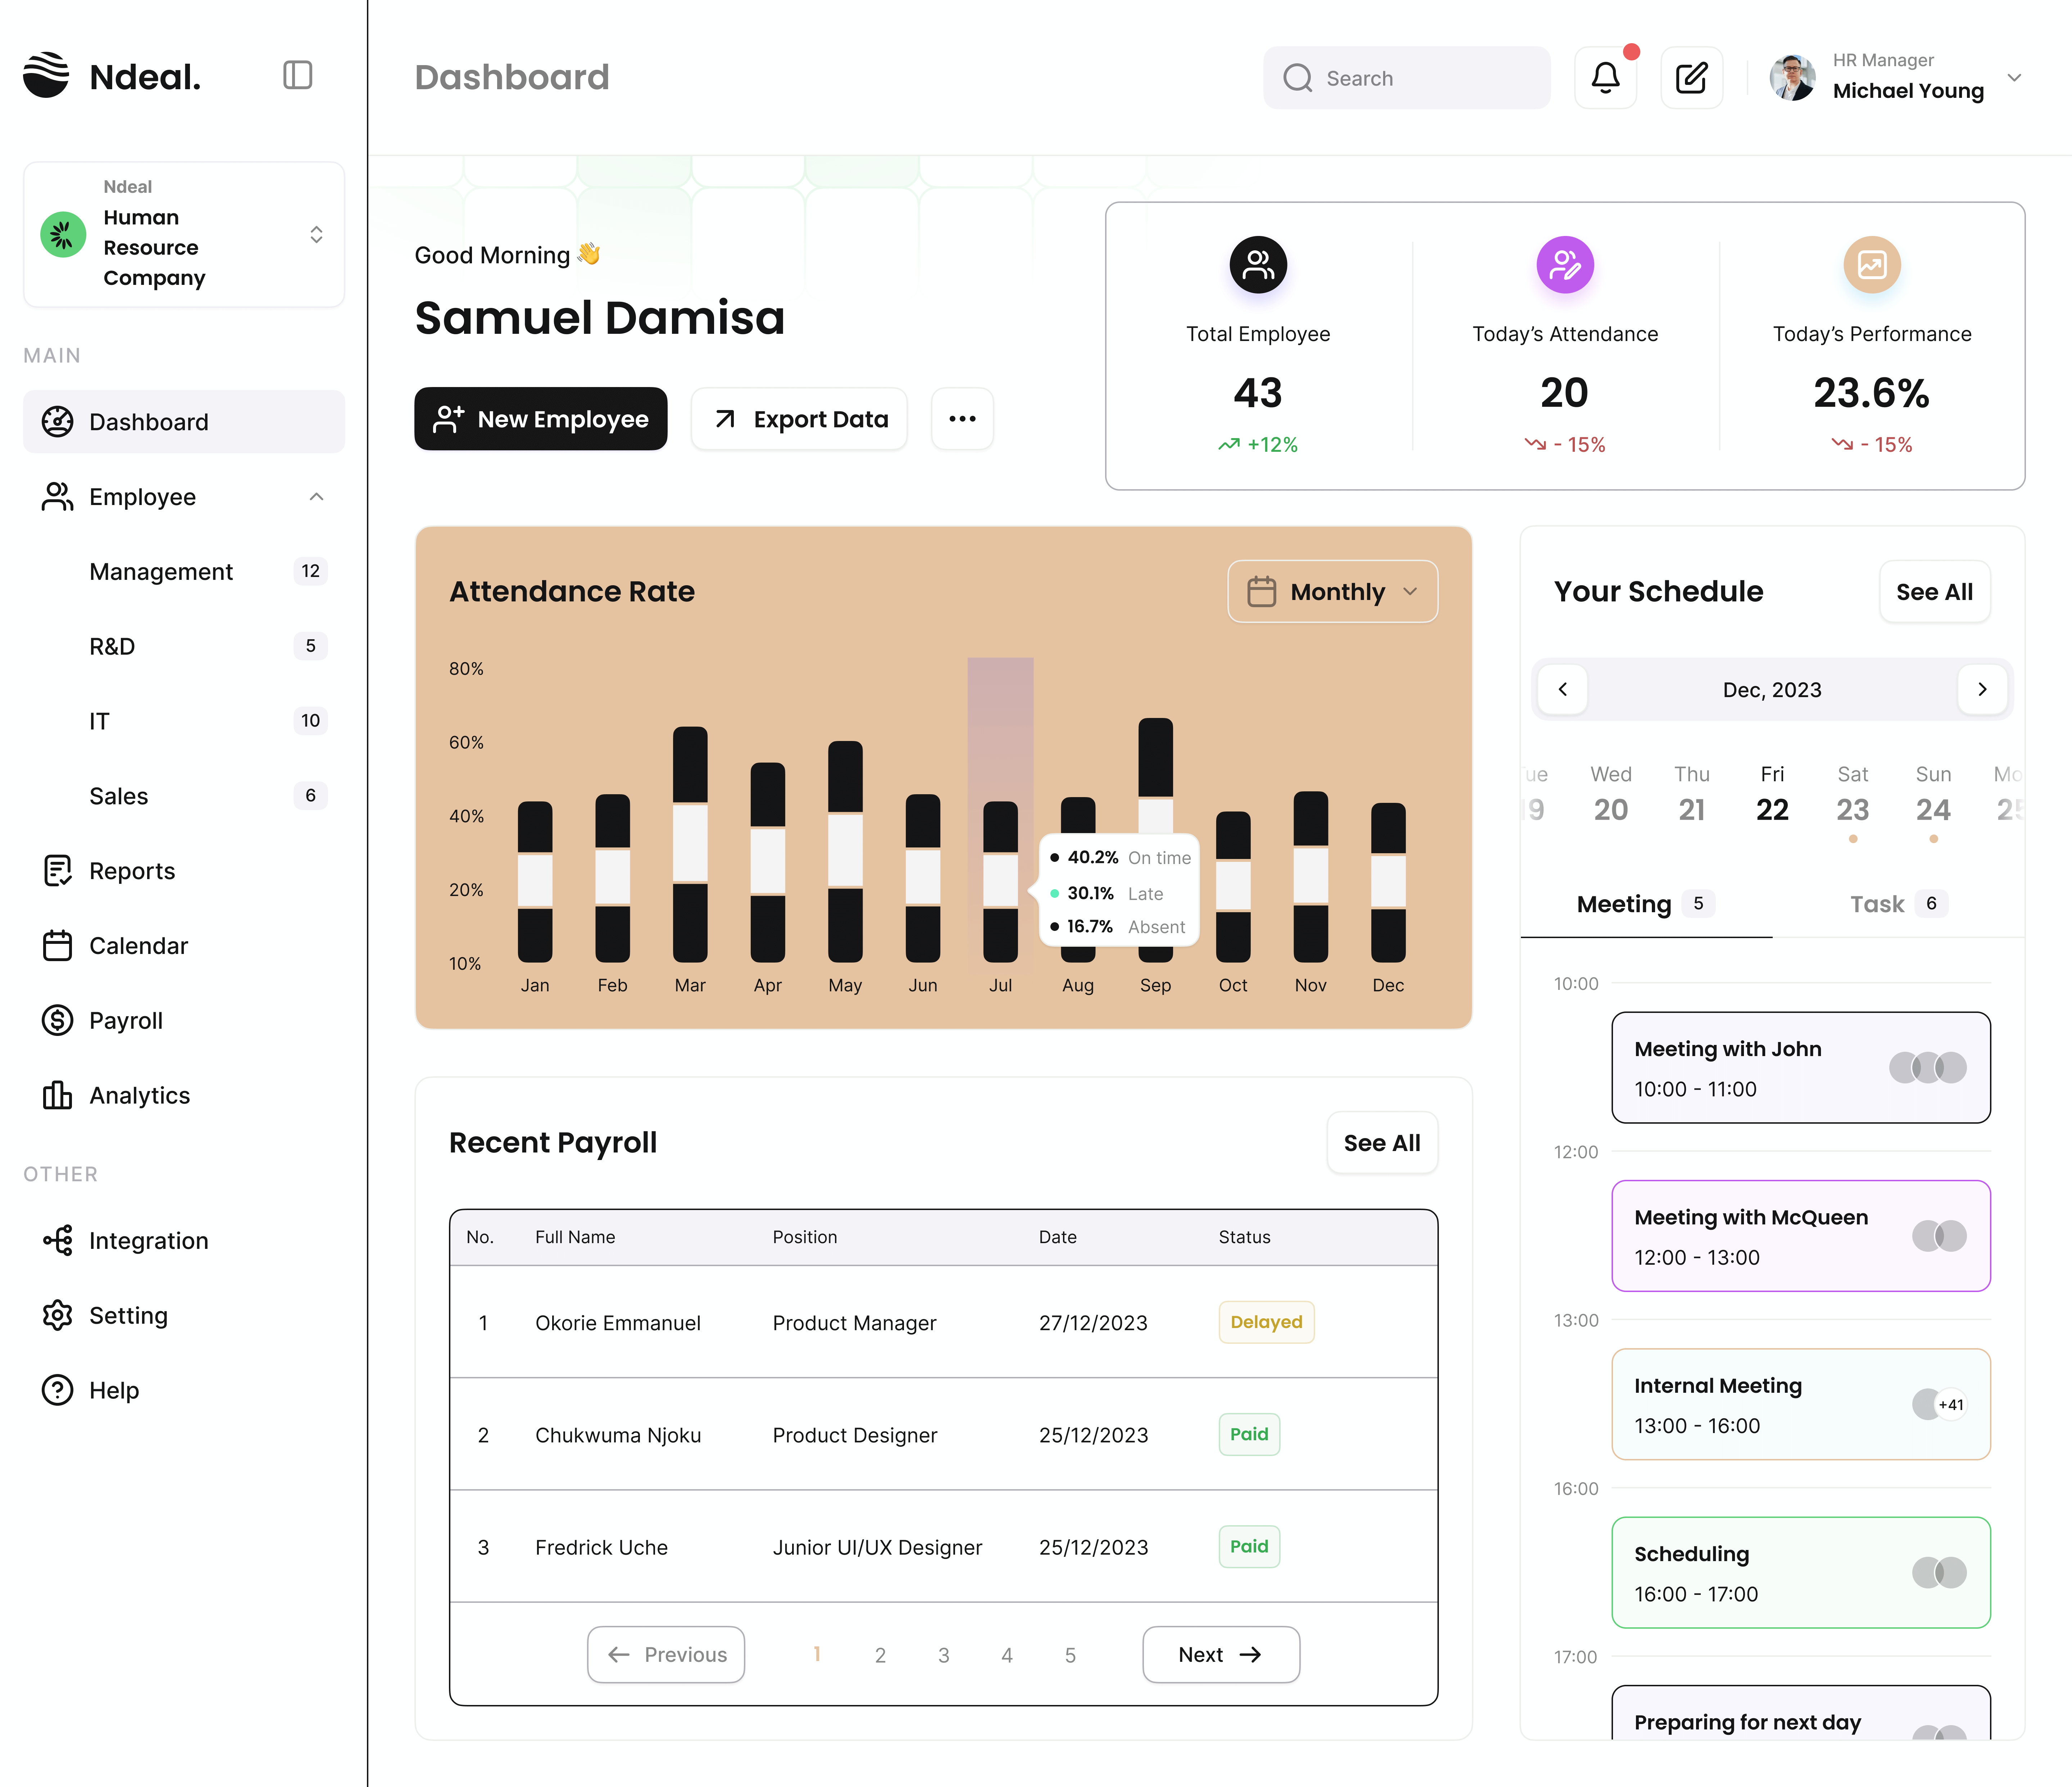 Ndeal.
Dashboard
Search
HR Manager
Michael Young
Ndeal
Human
Resource
Company
MAIN
Dashboard
Employee
Management 12
R&D 5
IT 10
Sales 6
Reports
Calendar
Payroll
Analytics
OTHER
Integration
Setting
Help
Good Morning 👋
Samuel Damisa
New Employee
Export Data
Total Employee
43
+12%
Today’s Attendance
20
- 15%
Today’s Performance
23.6%
- 15%
Attendance Rate
Monthly
80%
60%
40%
20%
10%
40.2% On time
30.1% Late
16.7% Absent
Jan Feb Mar Apr May Jun Jul Aug Sep Oct Nov Dec
Recent Payroll
See All
No. Full Name Position Date Status
1 Okorie Emmanuel Product Manager 27/12/2023 Delayed
2 Chukwuma Njoku Product Designer 25/12/2023 Paid
3 Fredrick Uche Junior UI/UX Designer 25/12/2023 Paid
Previous 1 2 3 4 5 Next
Your Schedule
See All
Dec, 2023
Wed Thu Fri Sat Sun
20 21 22 23 24
Meeting 5
Task 6
10:00
Meeting with John
10:00 - 11:00
12:00
Meeting with McQueen
12:00 - 13:00
13:00
Internal Meeting
13:00 - 16:00
+41
16:00
Scheduling
16:00 - 17:00
17:00
Preparing for next day